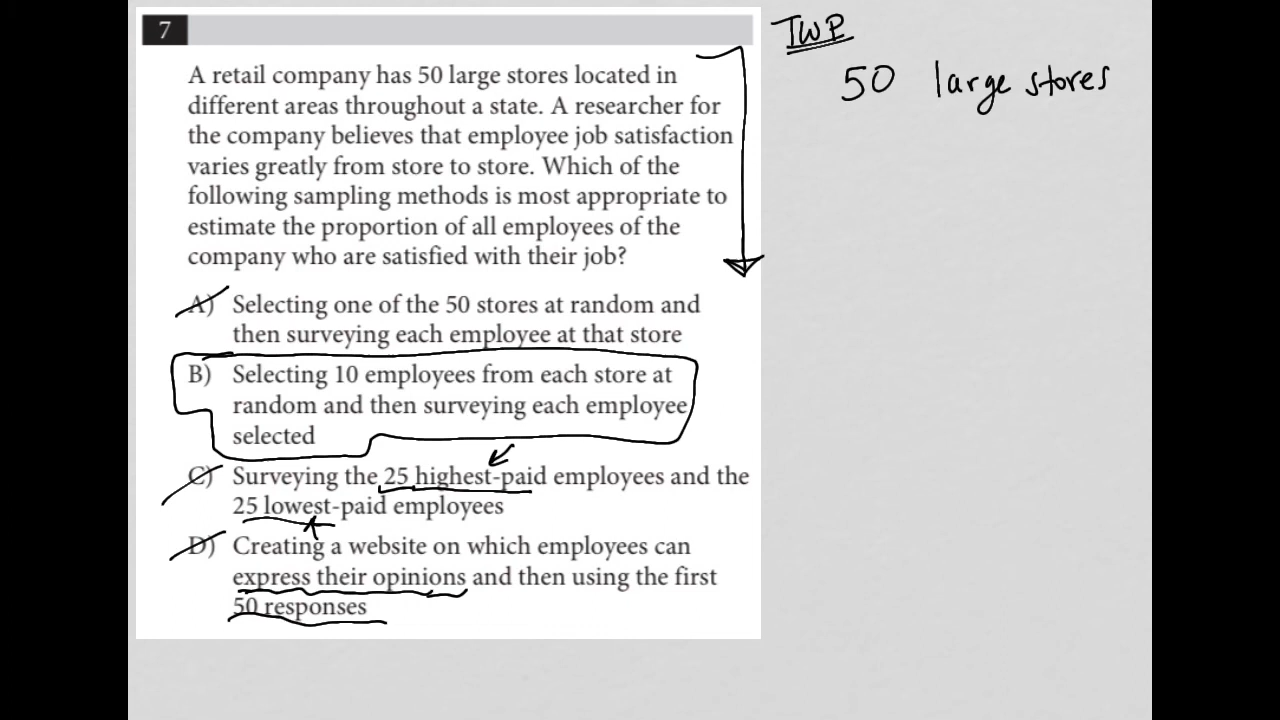 7
A retail company has 50 large stores located in
different areas throughout a state. A researcher for
the company believes that employee job satisfaction
varies greatly from store to store. Which of the
following sampling methods is most appropriate to
estimate the proportion of all employees of the
company who are satisfied with their job?
A) Selecting one of the 50 stores at random and
then surveying each employee at that store
B) Selecting 10 employees from each store at
random and then surveying each employee
selected
C) Surveying the 25 highest-paid employees and the
25 lowest-paid employees
D) Creating a website on which employees can
express their opinions and then using the first
50 responses
TWP
50 large stores